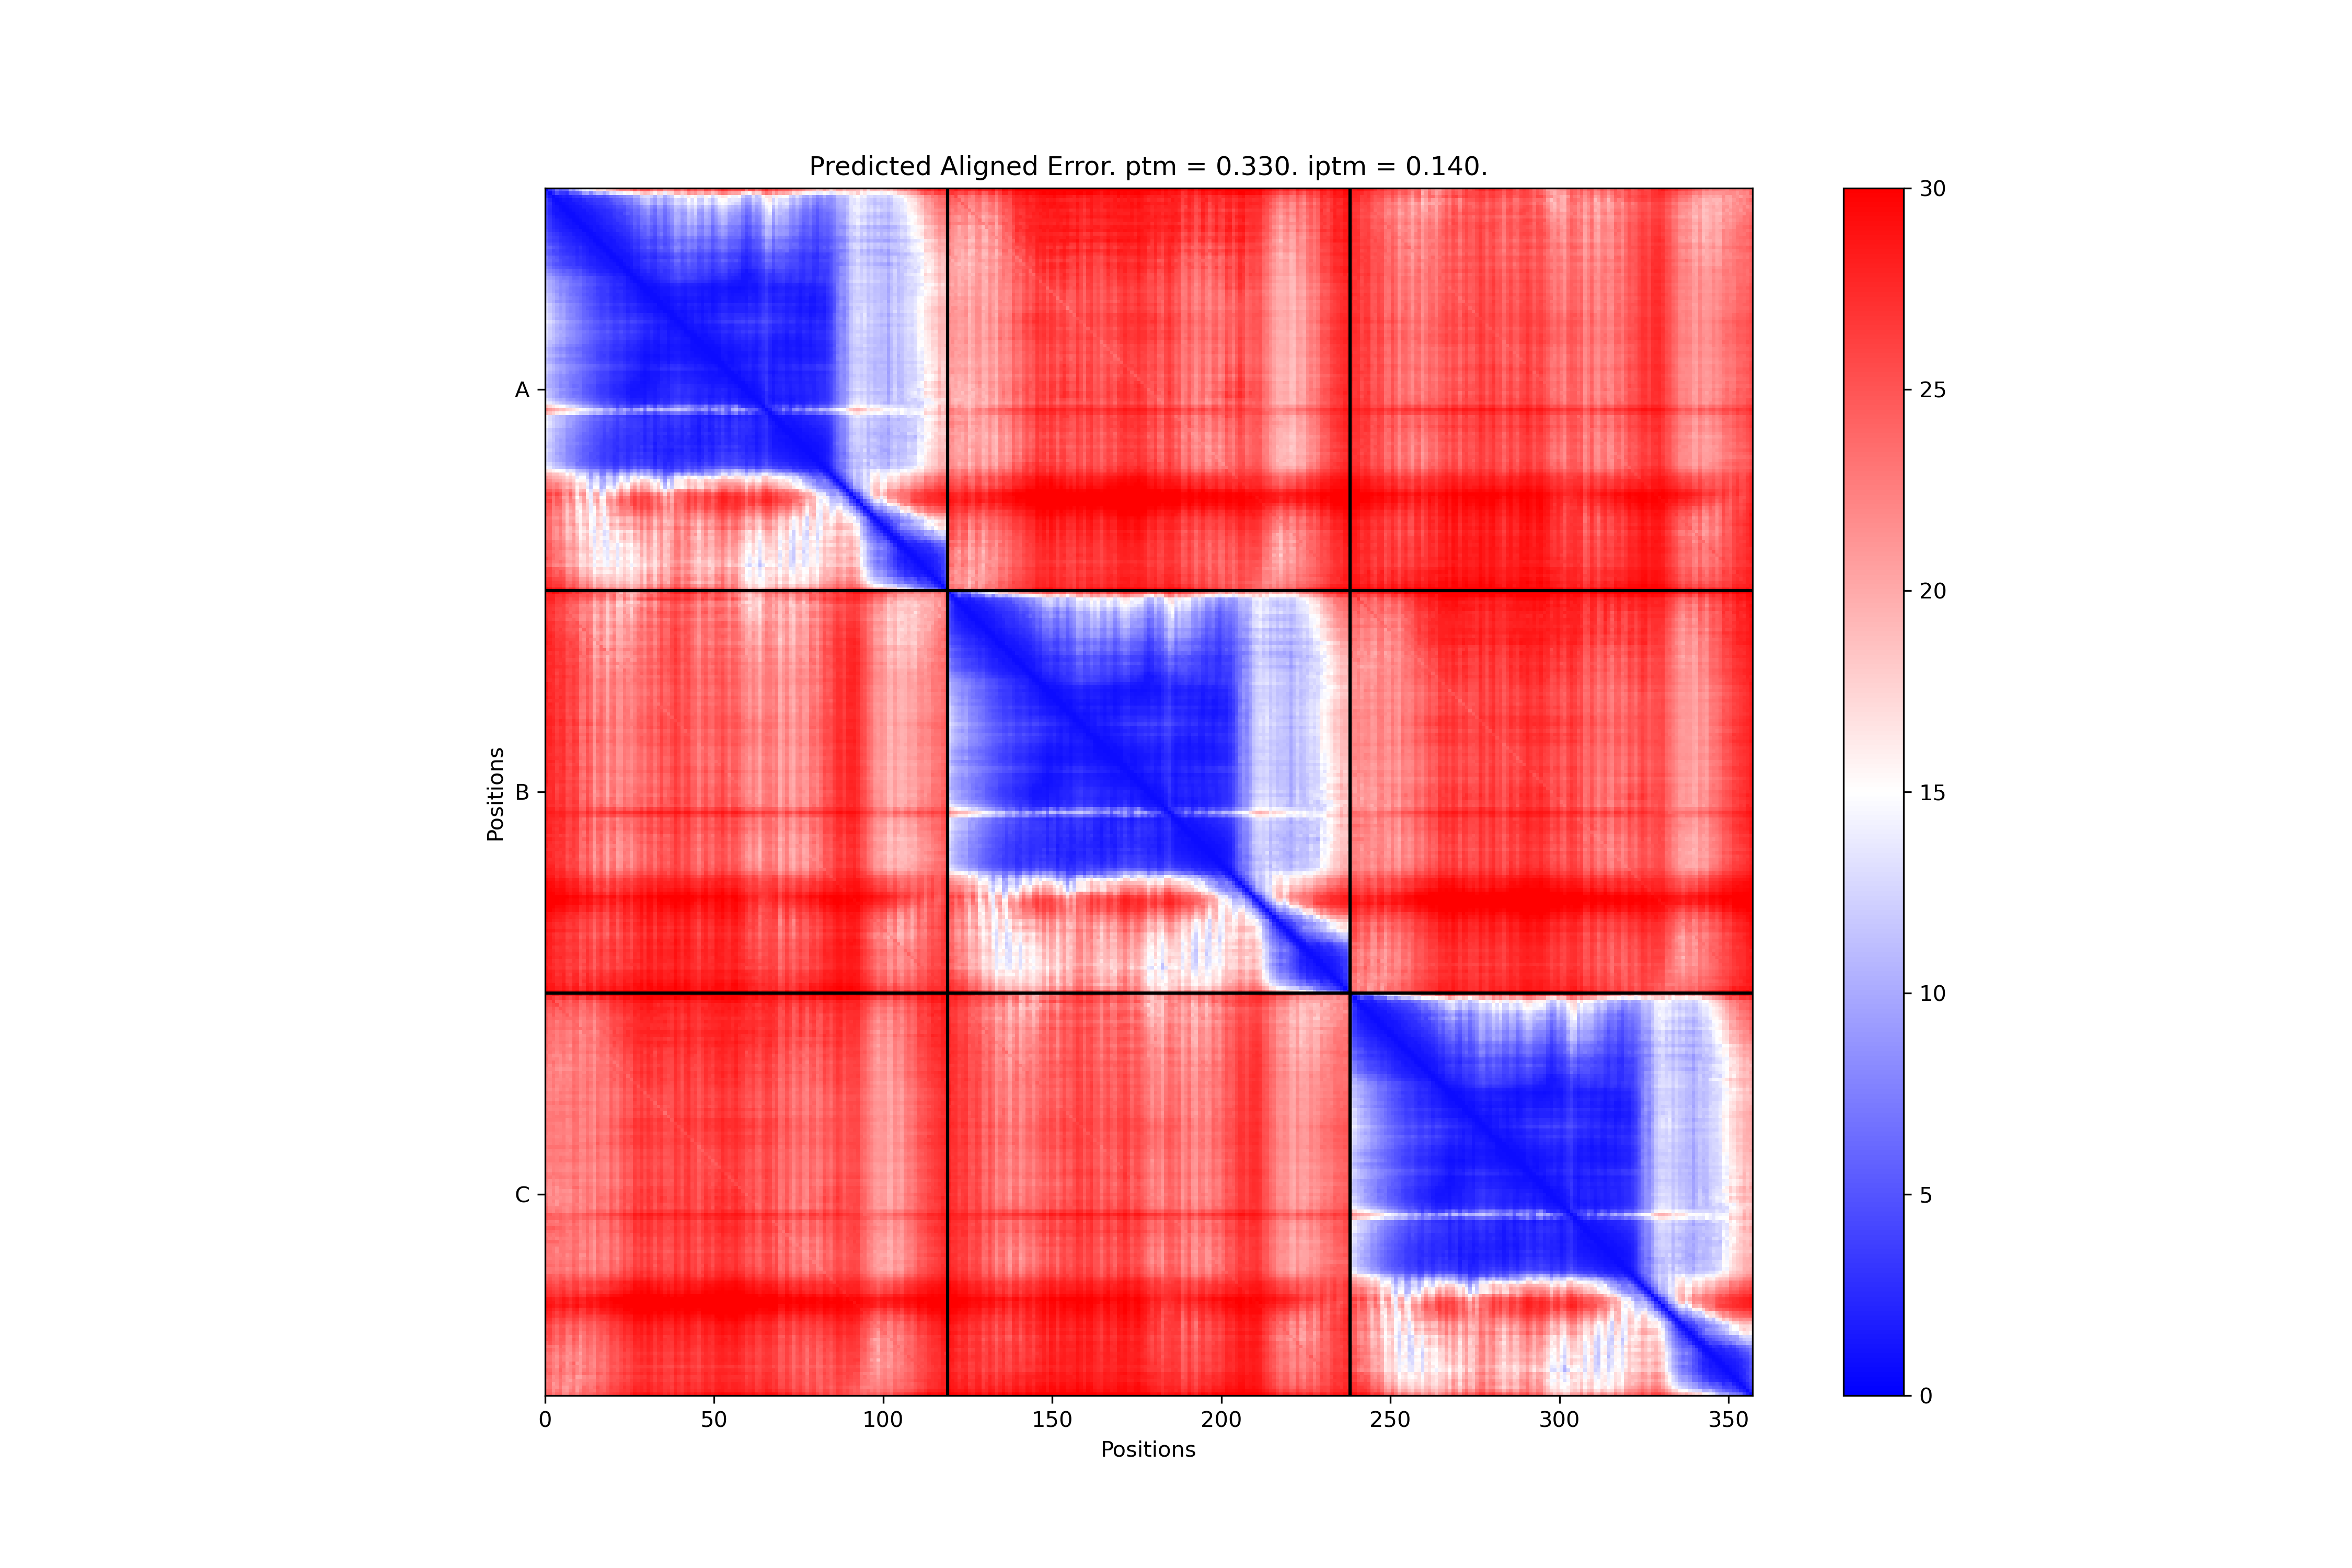 Predicted Aligned Error. ptm = 0.330. iptm = 0.140.
A
B
C
Positions
0 50 100 150 200 250 300 350
Positions
30
25
20
15
10
5
0